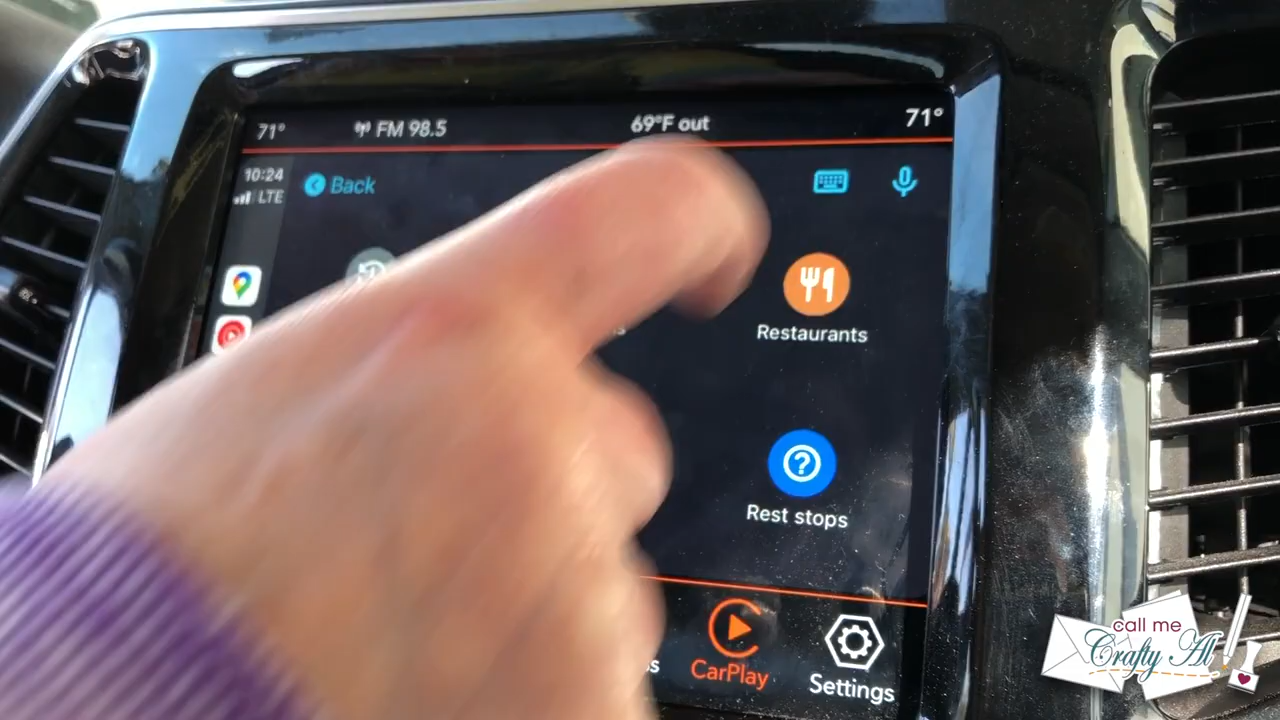 71°
FM 98.5
69°F out
71°
10:24
LTE
Back
Restaurants
Rest stops
CarPlay
Settings
call me
Crafty Al